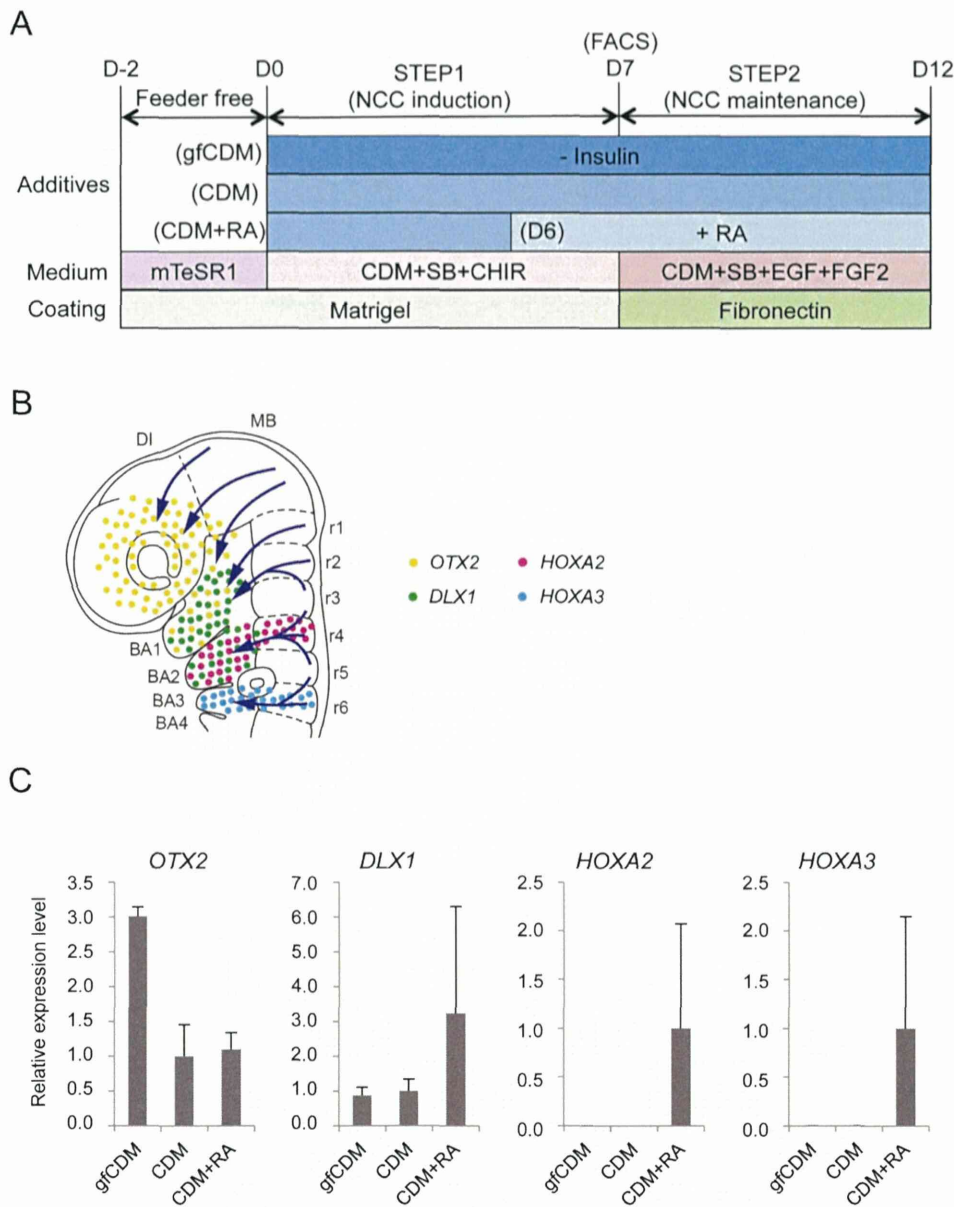 A
(FACS)
D-2 D0 STEP1 D7 STEP2 D12
Feeder free (NCC induction) (NCC maintenance)
Additives
(gfCDM) - Insulin
(CDM)
(CDM+RA) (D6) + RA
Medium mTeSR1 CDM+SB+CHIR CDM+SB+EGF+FGF2
Coating Matrigel Fibronectin
B
DI MB
r1
r2
r3
r4
r5
r6
BA1
BA2
BA3
BA4
OTX2 HOXA2
DLX1 HOXA3
C
OTX2 DLX1 HOXA2 HOXA3
Relative expression level
3.5
3.0
2.5
2.0
1.5
1.0
0.5
0.0
gfCDM CDM CDM+RA
7.0
6.0
5.0
4.0
3.0
2.0
1.0
0.0
gfCDM CDM CDM+RA
2.5
2.0
1.5
1.0
0.5
0.0
gfCDM CDM CDM+RA
2.5
2.0
1.5
1.0
0.5
0.0
gfCDM CDM CDM+RA